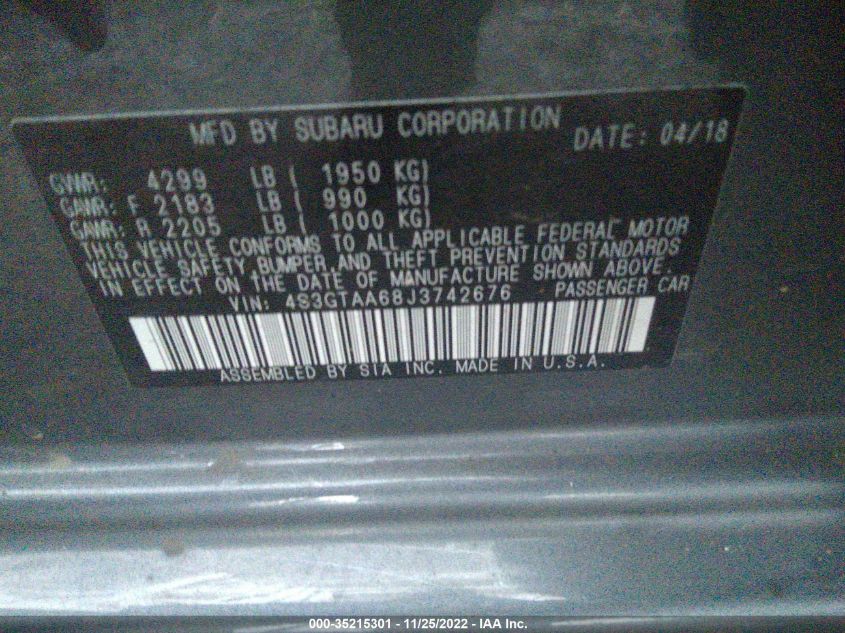 MFD BY SUBARU CORPORATION DATE: 04/18
GVWR: 4299 LB ( 1950 KG)
GAWR: F 2183 LB ( 990 KG)
GAWR: R 2205 LB ( 1000 KG)
THIS VEHICLE CONFORMS TO ALL APPLICABLE FEDERAL MOTOR
VEHICLE SAFETY, BUMPER AND THEFT PREVENTION STANDARDS
IN EFFECT ON THE DATE OF MANUFACTURE SHOWN ABOVE.
VIN: 4S3GTAA68J3742676 PASSENGER CAR
ASSEMBLED BY SIA INC. MADE IN U.S.A.
000-35215301 - 11/25/2022 - IAA Inc.